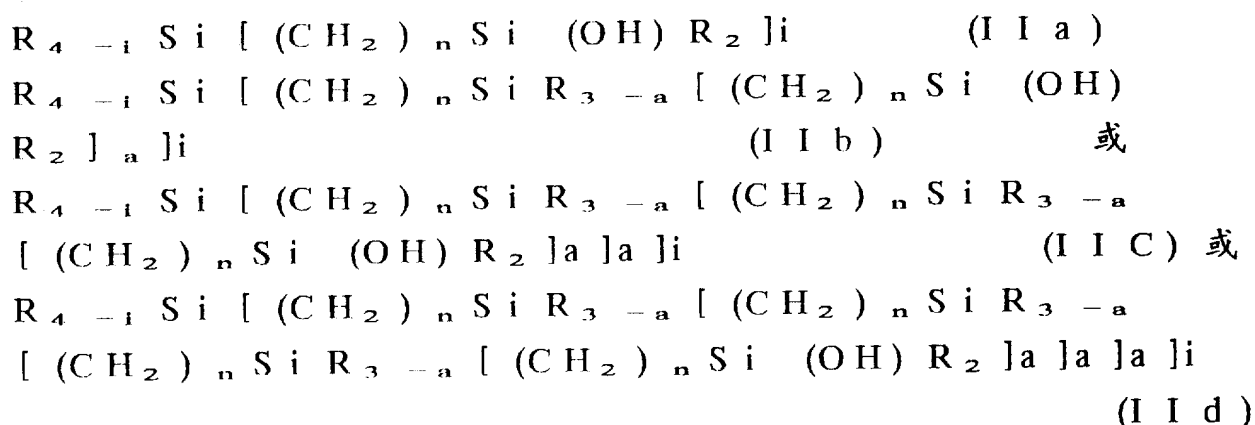 R₄₋ᵢSi[(CH₂)ₙSi(OH)R₂]i (IIa)
R₄₋ᵢSi[(CH₂)ₙSiR₃₋ₐ[(CH₂)ₙSi(OH)
R₂]ₐ]i (IIb) 或
R₄₋ᵢSi[(CH₂)ₙSiR₃₋ₐ[(CH₂)ₙSiR₃₋ₐ
[(CH₂)ₙSi(OH)R₂]a]a]i (IIC) 或
R₄₋ᵢSi[(CH₂)ₙSiR₃₋ₐ[(CH₂)ₙSiR₃₋ₐ
[(CH₂)ₙSiR₃₋ₐ[(CH₂)ₙSi(OH)R₂]a]a]a]i
(IId)